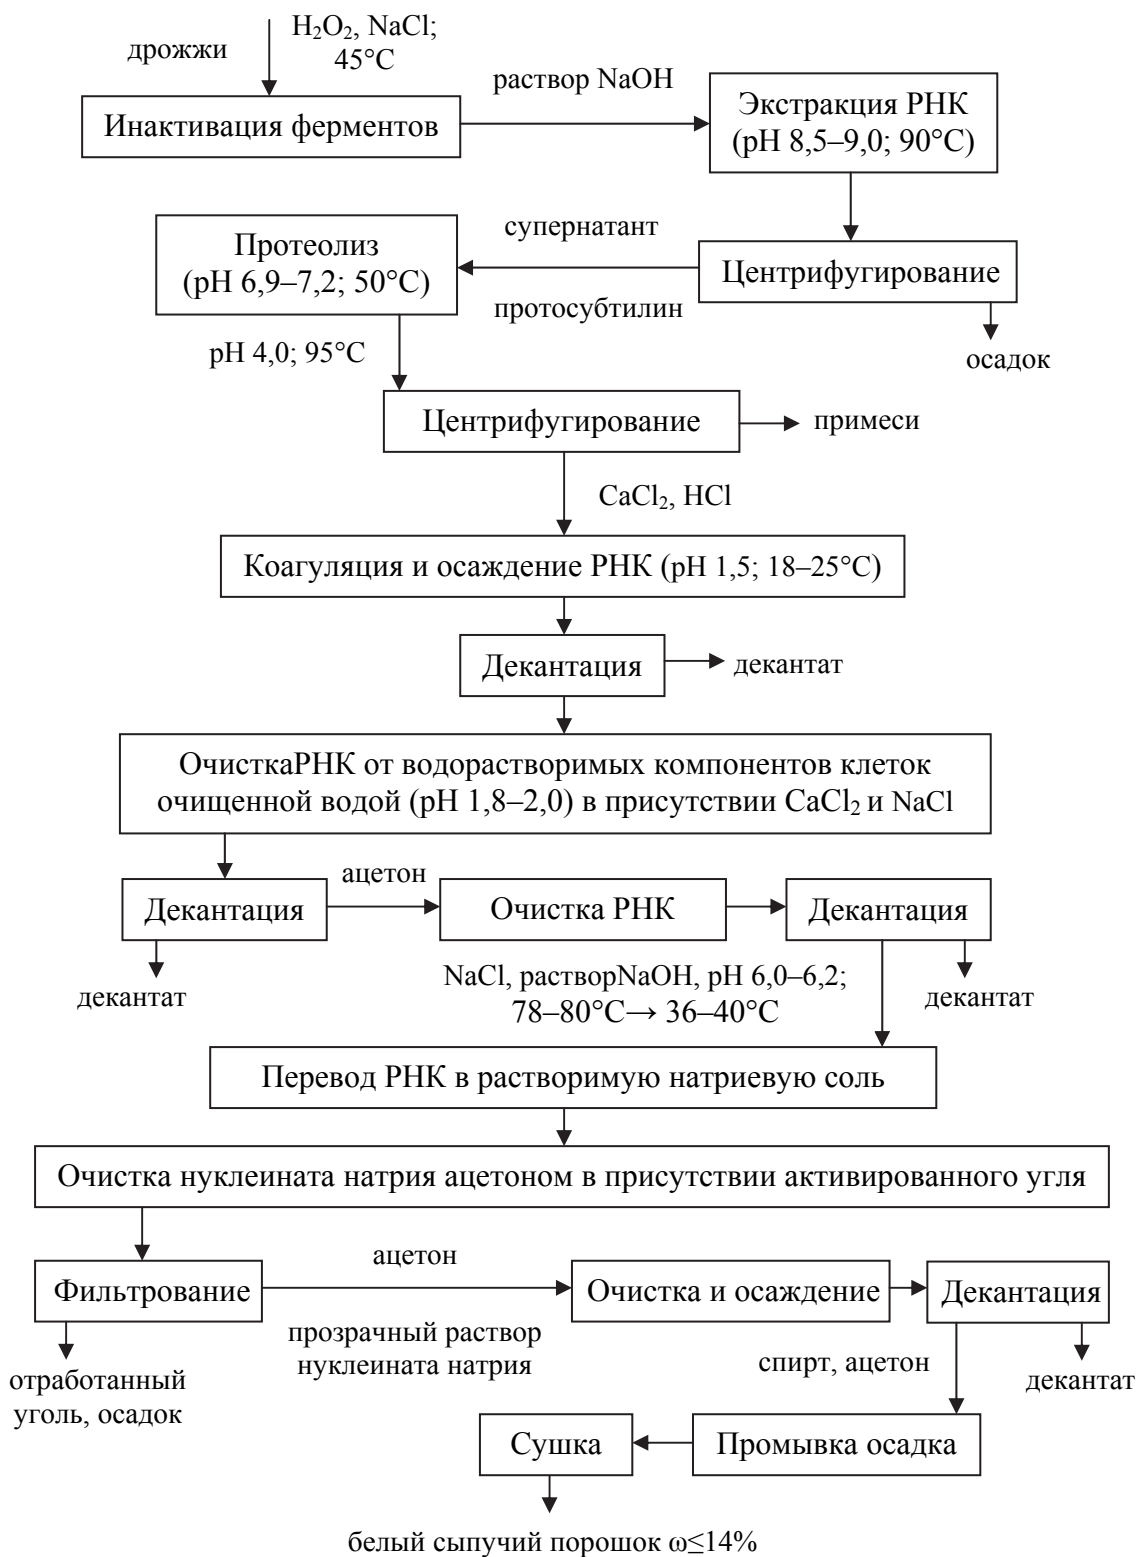 дрожжи
H₂O₂, NaCl;
45°C
Инактивация ферментов
раствор NaOH
Экстракция РНК
(pH 8,5–9,0; 90°C)
Протеолиз
(pH 6,9–7,2; 50°C)
супернатант
протосубтилин
Центрифугирование
осадок
pH 4,0; 95°C
Центрифугирование
примеси
CaCl₂, HCl
Коагуляция и осаждение РНК (pH 1,5; 18–25°C)
Декантация
декантат
ОчисткаРНК от водорастворимых компонентов клеток
очищенной водой (pH 1,8–2,0) в присутствии CaCl₂ и NaCl
Декантация
ацетон
Очистка РНК
Декантация
декантат
NaCl, растворNaOH, pH 6,0–6,2;
78–80°C→ 36–40°C
декантат
Перевод РНК в растворимую натриевую соль
Очистка нуклеината натрия ацетоном в присутствии активированного угля
Фильтрование
ацетон
прозрачный раствор
нуклеината натрия
Очистка и осаждение
Декантация
отработанный
уголь, осадок
спирт, ацетон
декантат
Сушка
Промывка осадка
белый сыпучий порошок ω≤14%